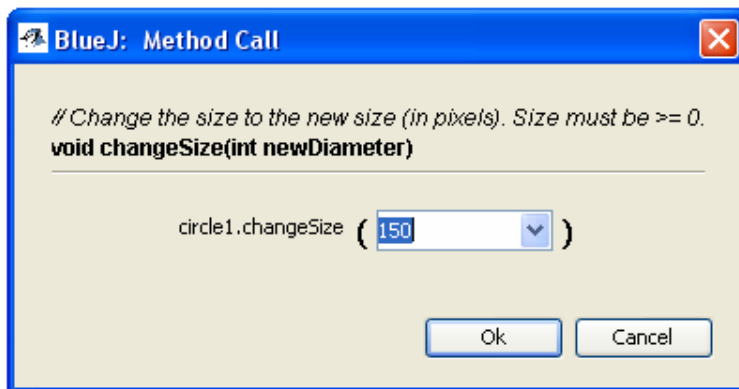 BlueJ: Method Call
// Change the size to the new size (in pixels). Size must be >= 0.
void changeSize(int newDiameter)
circle1.changeSize ( 150 )
Ok Cancel